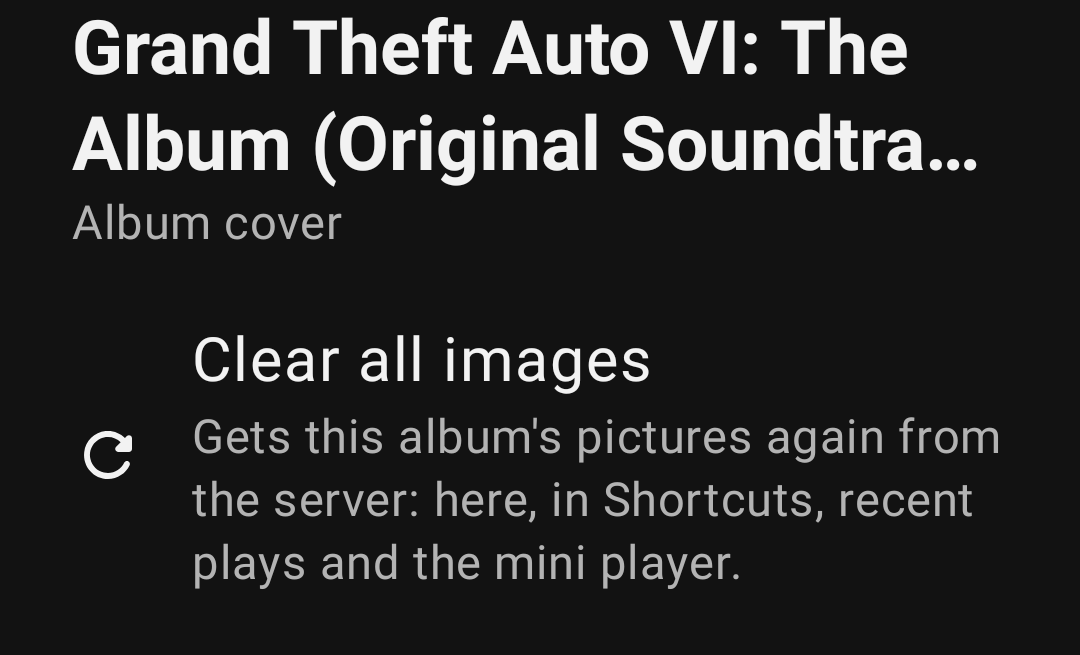 Grand Theft Auto VI: The
Album (Original Soundtra...
Album cover
Clear all images
Gets this album's pictures again from
the server: here, in Shortcuts, recent
plays and the mini player.